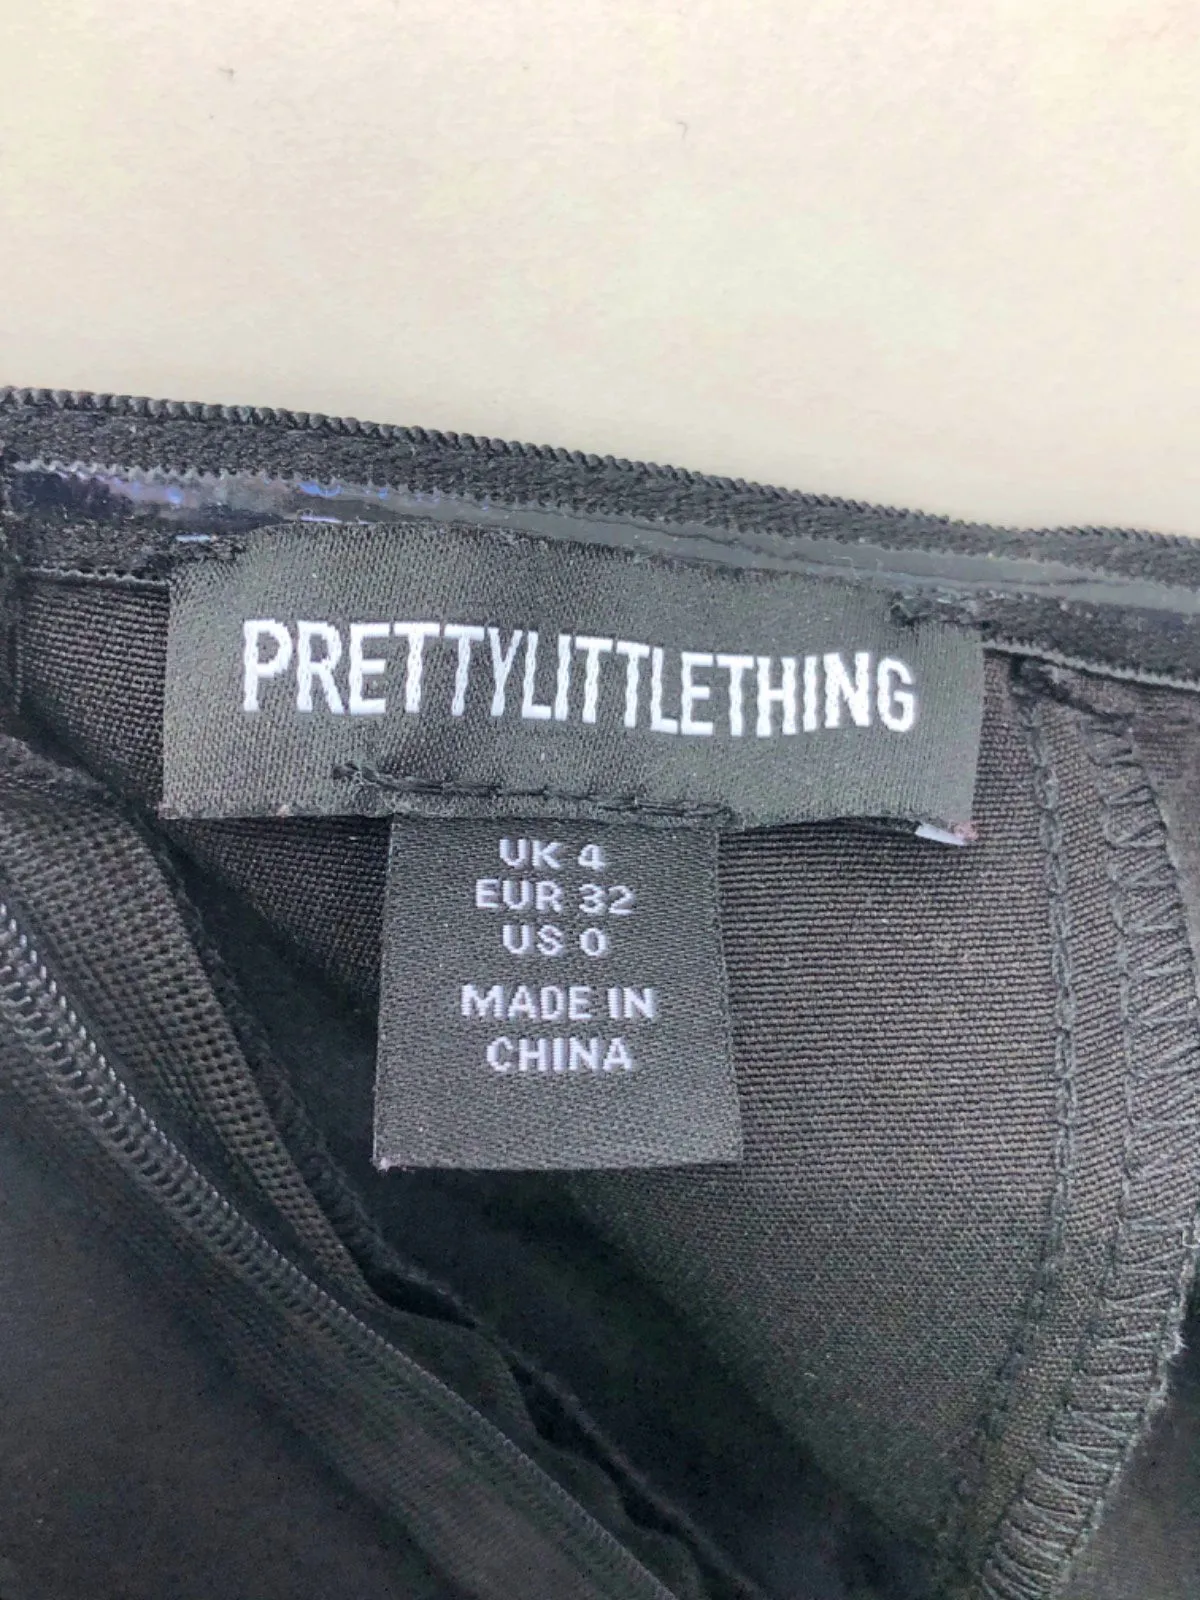 PRETTYLITTLETHING
UK 4
EUR 32
US 0
MADE IN
CHINA